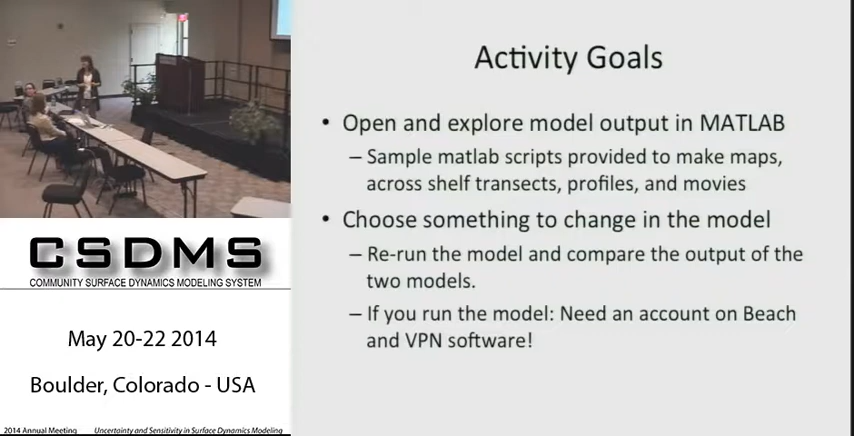 Activity Goals
• Open and explore model output in MATLAB
– Sample matlab scripts provided to make maps,
across shelf transects, profiles, and movies
• Choose something to change in the model
– Re-run the model and compare the output of the
two models.
– If you run the model: Need an account on Beach
and VPN software!
CSDMS
COMMUNITY SURFACE DYNAMICS MODELING SYSTEM
May 20-22 2014
Boulder, Colorado - USA
2014 Annual Meeting Uncertainty and Sensitivity in Surface Dynamics Modeling